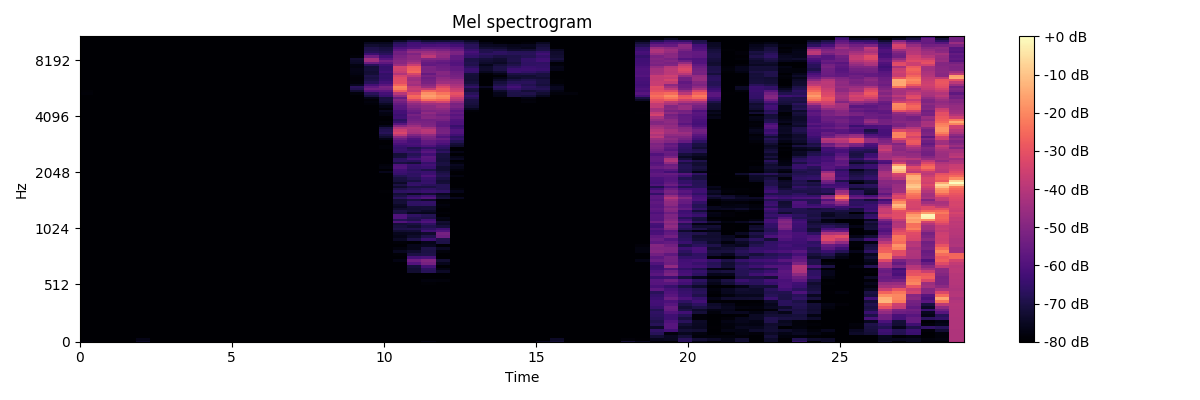 Mel spectrogram
Hz
8192
4096
2048
1024
512
0
0 5 10 15 20 25
Time
+0 dB
-10 dB
-20 dB
-30 dB
-40 dB
-50 dB
-60 dB
-70 dB
-80 dB